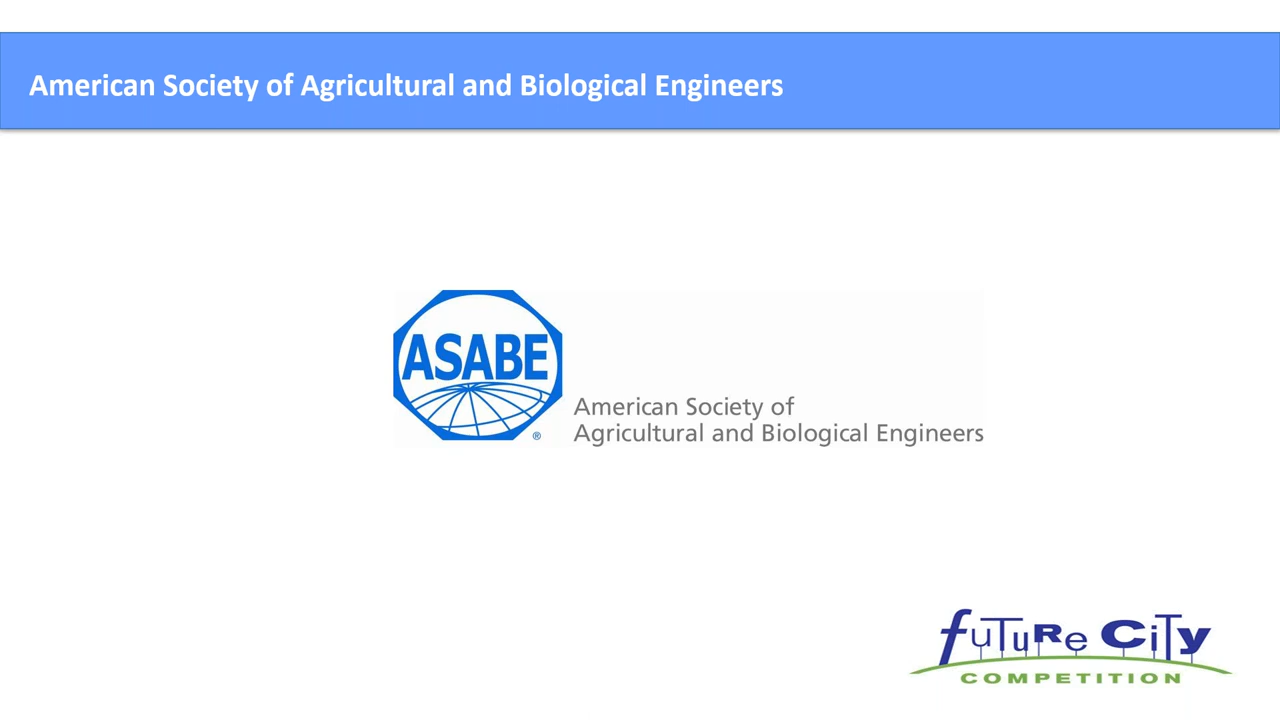 American Society of Agricultural and Biological Engineers
ASABE
®
American Society of
Agricultural and Biological Engineers
fuTuRe CiTy
COMPETITION